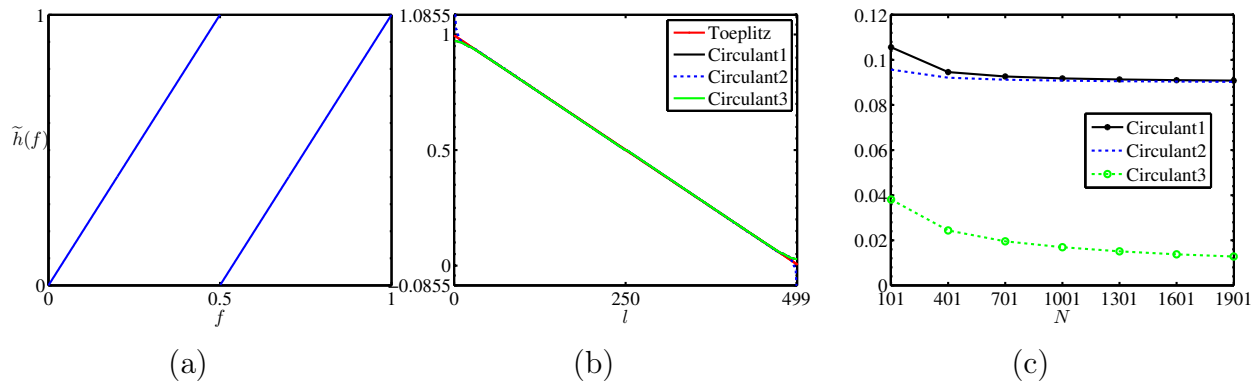 1
h̃(f)
0
0
0.5
1
f
(a)
1.0855
1
0.5
0
−0.0855
0
250
499
l
Toeplitz
Circulant1
Circulant2
Circulant3
(b)
0.12
0.1
0.08
0.06
0.04
0.02
0
101
401
701
1001
1301
1601
1901
N
Circulant1
Circulant2
Circulant3
(c)